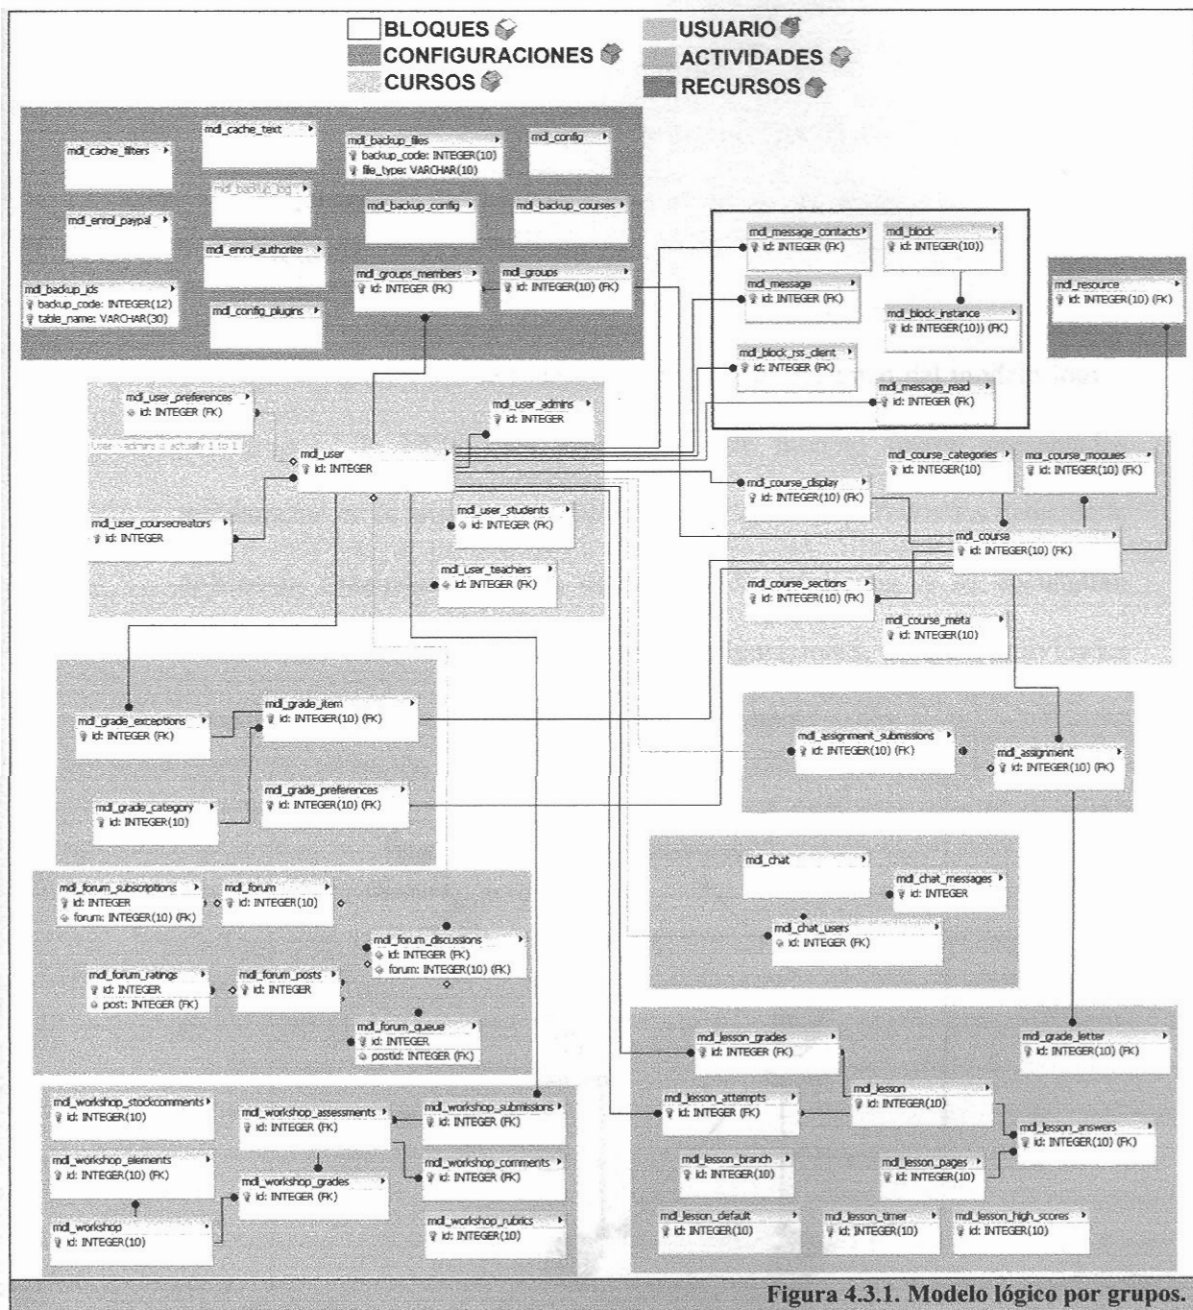 BLOQUES
CONFIGURACIONES
CURSOS
USUARIO
ACTIVIDADES
RECURSOS
mdl_cache_filters
mdl_cache_text
mdl_backup_files
backup_code: INTEGER(10)
file_type: VARCHAR(10)
mdl_config
mdl_backup_log
mdl_enrol_paypal
mdl_backup_config
mdl_backup_courses
mdl_enrol_authorize
mdl_backup_ids
backup_code: INTEGER(12)
table_name: VARCHAR(30)
mdl_config_plugins
mdl_groups_members
id: INTEGER (FK)
mdl_groups
id: INTEGER(10) (FK)
mdl_message_contacts
id: INTEGER (FK)
mdl_block
id: INTEGER(10))
mdl_message
id: INTEGER (FK)
mdl_block_instance
id: INTEGER(10)) (FK)
mdl_block_rss_client
id: INTEGER (FK)
mdl_message_read
id: INTEGER (FK)
mdl_resource
id: INTEGER(10) (FK)
mdl_user_preferences
id: INTEGER (FK)
User >admins is actually 1 to 1
mdl_user_admins
id: INTEGER
mdl_user
id: INTEGER
mdl_user_coursecreators
id: INTEGER
mdl_user_students
id: INTEGER (FK)
mdl_user_teachers
id: INTEGER (FK)
mdl_course_categories
id: INTEGER(10)
mdl_course_modules
id: INTEGER(10) (FK)
mdl_course_display
id: INTEGER(10) (FK)
mdl_course
id: INTEGER(10) (FK)
mdl_course_sections
id: INTEGER(10) (FK)
mdl_course_meta
id: INTEGER(10)
mdl_grade_exceptions
id: INTEGER (FK)
mdl_grade_item
id: INTEGER(10) (FK)
mdl_grade_category
id: INTEGER(10)
mdl_grade_preferences
id: INTEGER(10) (FK)
mdl_assignment_submissions
id: INTEGER(10) (FK)
mdl_assignment
id: INTEGER(10) (FK)
mdl_forum_subscriptions
id: INTEGER
forum: INTEGER(10) (FK)
mdl_forum
id: INTEGER(10)
mdl_forum_discussions
id: INTEGER (FK)
forum: INTEGER(10) (FK)
mdl_forum_ratings
id: INTEGER
post: INTEGER (FK)
mdl_forum_posts
id: INTEGER
mdl_forum_queue
id: INTEGER
postid: INTEGER (FK)
mdl_chat
mdl_chat_messages
id: INTEGER
mdl_chat_users
id: INTEGER (FK)
mdl_workshop_stockcomments
id: INTEGER(10)
mdl_workshop_assessments
id: INTEGER (FK)
mdl_workshop_submissions
id: INTEGER (FK)
mdl_workshop_elements
id: INTEGER(10) (FK)
mdl_workshop_grades
id: INTEGER (FK)
mdl_workshop_comments
id: INTEGER (FK)
mdl_workshop
id: INTEGER(10)
mdl_workshop_rubrics
id: INTEGER(10)
mdl_lesson_grades
id: INTEGER (FK)
mdl_grade_letter
id: INTEGER(10) (FK)
mdl_lesson_attempts
id: INTEGER (FK)
mdl_lesson
id: INTEGER(10)
mdl_lesson_answers
id: INTEGER(10) (FK)
mdl_lesson_branch
id: INTEGER(10)
mdl_lesson_pages
id: INTEGER(10)
mdl_lesson_default
id: INTEGER(10)
mdl_lesson_timer
id: INTEGER(10)
mdl_lesson_high_scores
id: INTEGER(10)
Figura 4.3.1. Modelo lógico por grupos.